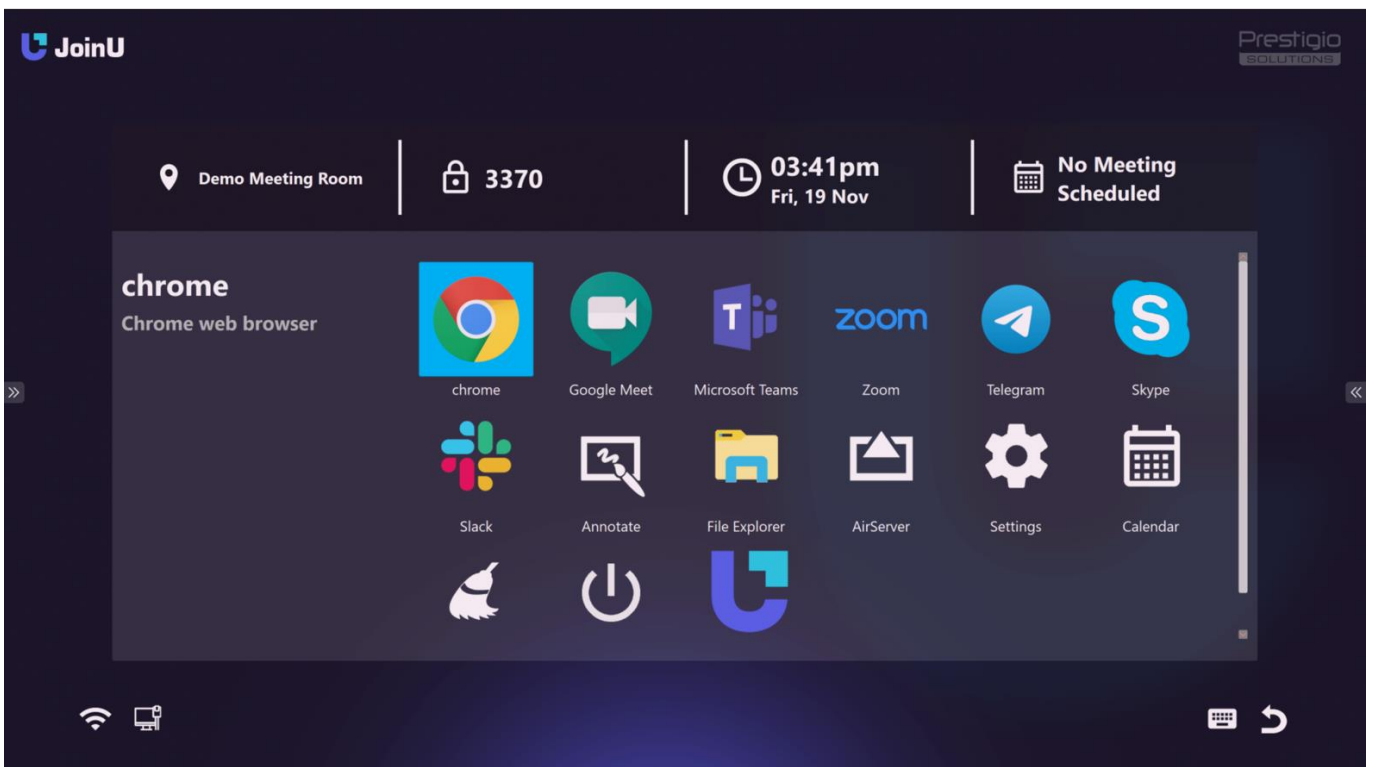 JoinU
Prestigio
SOLUTIONS
Demo Meeting Room
3370
03:41pm
Fri, 19 Nov
No Meeting
Scheduled
chrome
Chrome web browser
T
zoom
S
chrome
Google Meet
Microsoft Teams
Zoom
Telegram
Skype
Slack
Annotate
File Explorer
AirServer
Settings
Calendar